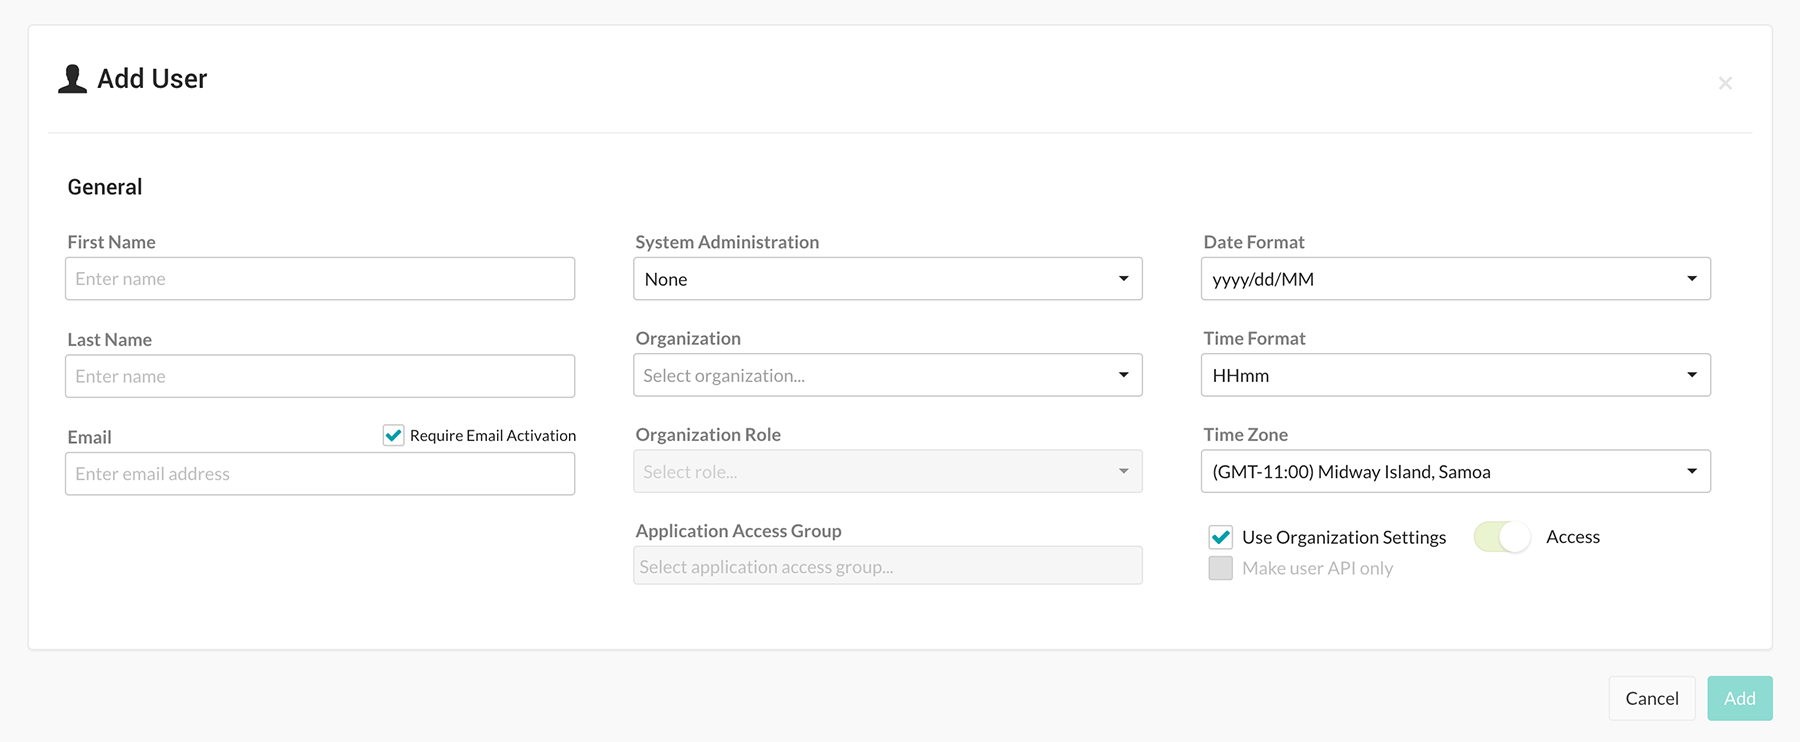 Add User
×
General
First Name
Enter name
Last Name
Enter name
Email
Require Email Activation
Enter email address
System Administration
None
Organization
Select organization...
Organization Role
Select role...
Application Access Group
Select application access group...
Date Format
yyyy/dd/MM
Time Format
HHmm
Time Zone
(GMT-11:00) Midway Island, Samoa
Use Organization Settings
Access
Make user API only
Cancel
Add